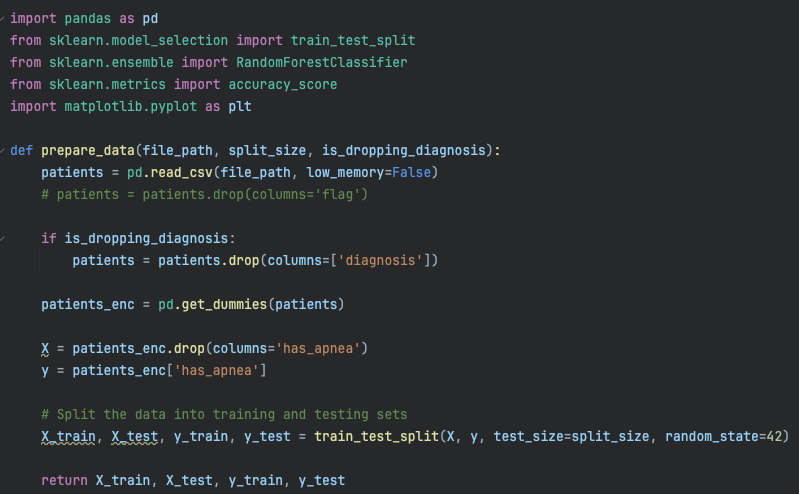 import pandas as pd
from sklearn.model_selection import train_test_split
from sklearn.ensemble import RandomForestClassifier
from sklearn.metrics import accuracy_score
import matplotlib.pyplot as plt
def prepare_data(file_path, split_size, is_dropping_diagnosis):
    patients = pd.read_csv(file_path, low_memory=False)
    # patients = patients.drop(columns='flag')
    if is_dropping_diagnosis:
        patients = patients.drop(columns=['diagnosis'])
    patients_enc = pd.get_dummies(patients)
    X = patients_enc.drop(columns='has_apnea')
    y = patients_enc['has_apnea']
    # Split the data into training and testing sets
    X_train, X_test, y_train, y_test = train_test_split(X, y, test_size=split_size, random_state=42)
    return X_train, X_test, y_train, y_test